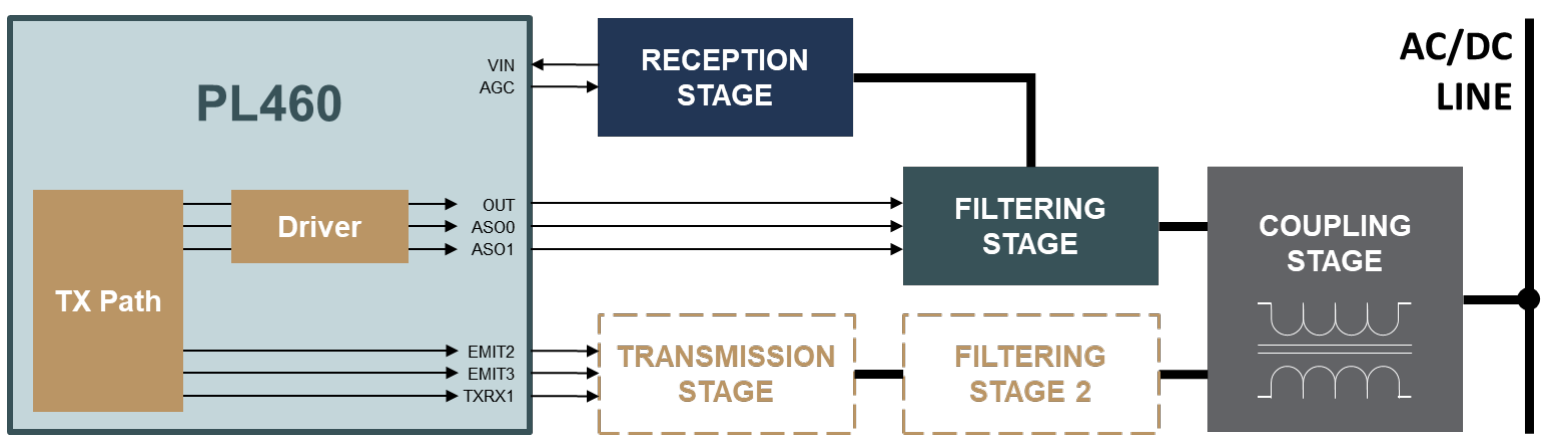 PL460
TX Path
Driver
VIN
AGC
OUT
ASO0
ASO1
EMIT2
EMIT3
TXRX1
RECEPTION
STAGE
FILTERING
STAGE
TRANSMISSION
STAGE
FILTERING
STAGE 2
COUPLING
STAGE
AC/DC
LINE